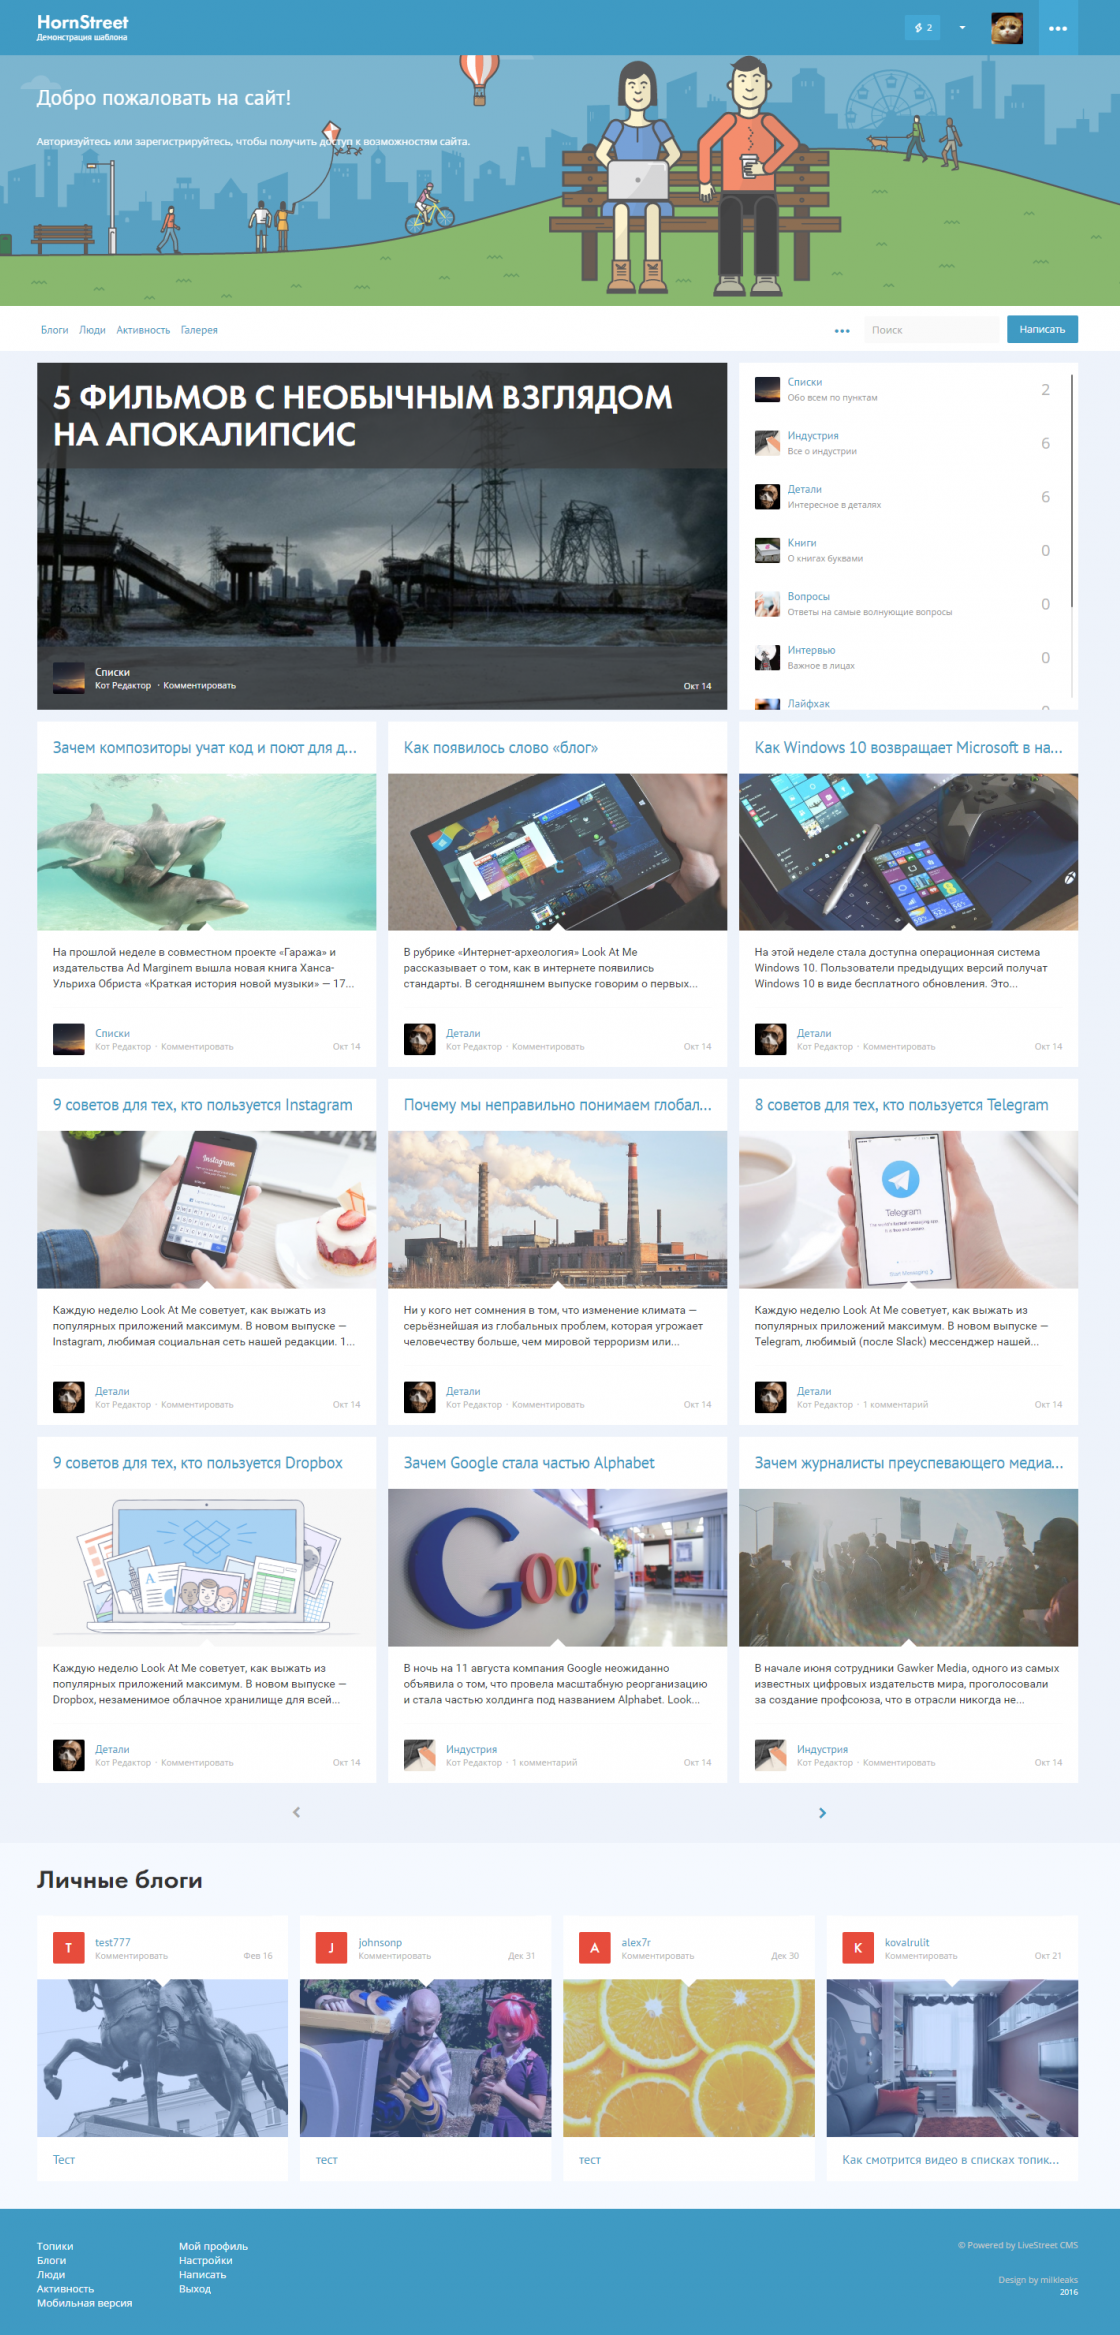 HornStreet
Демонстрация шаблона
2
Добро пожаловать на сайт!
Авторизуйтесь или зарегистрируйтесь, чтобы получить доступ к возможностям сайта.
Блоги Люди Активность Галерея
Поиск
Написать
5 ФИЛЬМОВ С НЕОБЫЧНЫМ ВЗГЛЯДОМ
НА АПОКАЛИПСИС
Списки
Кот Редактор · Комментировать
Окт 14
Списки
Обо всем по пунктам
2
Индустрия
Все о индустрии
6
Детали
Интересное в деталях
6
Книги
О книгах буквами
0
Вопросы
Ответы на самые волнующие вопросы
0
Интервью
Важное в лицах
0
Лайфхак
Зачем композиторы учат код и поют для д...
На прошлой неделе в совместном проекте «Гаража» и
издательства Ad Marginem вышла новая книга Ханса-
Ульриха Обриста «Краткая история новой музыки» — 17...
Списки
Кот Редактор · Комментировать
Окт 14
Как появилось слово «блог»
В рубрике «Интернет-археология» Look At Me
рассказывает о том, как в интернете появились
стандарты. В сегодняшнем выпуске говорим о первых...
Детали
Кот Редактор · Комментировать
Окт 14
Как Windows 10 возвращает Microsoft в на...
На этой неделе стала доступна операционная система
Windows 10. Пользователи предыдущих версий получат
Windows 10 в виде бесплатного обновления. Это...
Детали
Кот Редактор · Комментировать
Окт 14
9 советов для тех, кто пользуется Instagram
Instagram
Каждую неделю Look At Me советует, как выжать из
популярных приложений максимум. В новом выпуске —
Instagram, любимая социальная сеть нашей редакции. 1...
Детали
Кот Редактор · Комментировать
Окт 14
Почему мы неправильно понимаем глобал...
Ни у кого нет сомнения в том, что изменение климата —
серьёзнейшая из глобальных проблем, которая угрожает
человечеству больше, чем мировой терроризм или...
Детали
Кот Редактор · Комментировать
Окт 14
8 советов для тех, кто пользуется Telegram
Telegram
Start Messaging
Каждую неделю Look At Me советует, как выжать из
популярных приложений максимум. В новом выпуске —
Telegram, любимый (после Slack) мессенджер нашей...
Детали
Кот Редактор · 1 комментарий
Окт 14
9 советов для тех, кто пользуется Dropbox
A
Каждую неделю Look At Me советует, как выжать из
популярных приложений максимум. В новом выпуске —
Dropbox, незаменимое облачное хранилище для всей...
Детали
Кот Редактор · Комментировать
Окт 14
Зачем Google стала частью Alphabet
Google
В ночь на 11 августа компания Google неожиданно
объявила о том, что провела масштабную реорганизацию
и стала частью холдинга под названием Alphabet. Look...
Индустрия
Кот Редактор · 1 комментарий
Окт 14
Зачем журналисты преуспевающего медиа...
В начале июня сотрудники Gawker Media, одного из самых
известных цифровых издательств мира, проголосовали
за создание профсоюза, что в отрасли никогда не...
Индустрия
Кот Редактор · Комментировать
Окт 14
Личные блоги
T
test777
Комментировать
Фев 16
Тест
J
johnsonp
Комментировать
Дек 31
тест
A
alex7r
Комментировать
Дек 30
тест
K
kovalrulit
Комментировать
Окт 21
Как смотрится видео в списках топик...
Топики
Блоги
Люди
Активность
Мобильная версия
Мой профиль
Настройки
Написать
Выход
© Powered by LiveStreet CMS
Design by milkleaks
2016